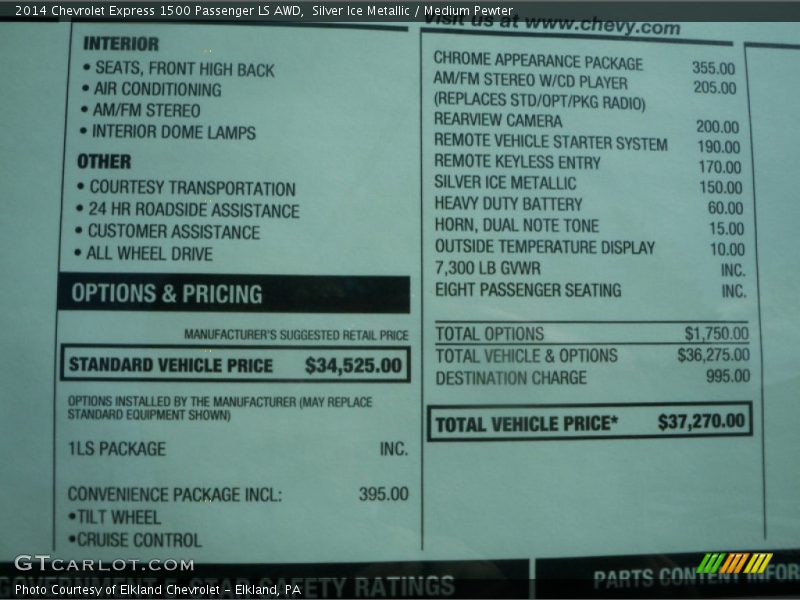 2014 Chevrolet Express 1500 Passenger LS AWD, Silver Ice Metallic / Medium Pewter
INTERIOR
• SEATS, FRONT HIGH BACK
• AIR CONDITIONING
• AM/FM STEREO
• INTERIOR DOME LAMPS
OTHER
• COURTESY TRANSPORTATION
• 24 HR ROADSIDE ASSISTANCE
• CUSTOMER ASSISTANCE
• ALL WHEEL DRIVE
OPTIONS & PRICING
MANUFACTURER'S SUGGESTED RETAIL PRICE
STANDARD VEHICLE PRICE $34,525.00
OPTIONS INSTALLED BY THE MANUFACTURER (MAY REPLACE
STANDARD EQUIPMENT SHOWN)
1LS PACKAGE INC.
CONVENIENCE PACKAGE INCL: 395.00
•TILT WHEEL
•CRUISE CONTROL
Visit us at www.chevy.com
CHROME APPEARANCE PACKAGE 355.00
AM/FM STEREO W/CD PLAYER 205.00
(REPLACES STD/OPT/PKG RADIO)
REARVIEW CAMERA 200.00
REMOTE VEHICLE STARTER SYSTEM 190.00
REMOTE KEYLESS ENTRY 170.00
SILVER ICE METALLIC 150.00
HEAVY DUTY BATTERY 60.00
HORN, DUAL NOTE TONE 15.00
OUTSIDE TEMPERATURE DISPLAY 10.00
7,300 LB GVWR INC.
EIGHT PASSENGER SEATING INC.
TOTAL OPTIONS $1,750.00
TOTAL VEHICLE & OPTIONS $36,275.00
DESTINATION CHARGE 995.00
TOTAL VEHICLE PRICE* $37,270.00
GTCARLOT.COM
GOVERNMENT 5-STAR SAFETY RATINGS
PARTS CONTENT INFOR
Photo Courtesy of Elkland Chevrolet - Elkland, PA